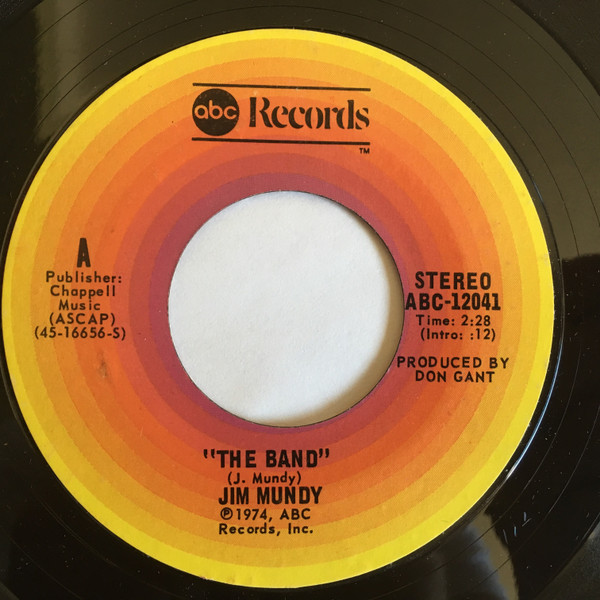 abc Records
TM
A
Publisher:
Chappell
Music
(ASCAP)
(45-16656-S)
STEREO
ABC-12041
Time: 2:28
(Intro: :12)
PRODUCED BY
DON GANT
"THE BAND"
(J. Mundy)
JIM MUNDY
℗1974, ABC
Records, Inc.